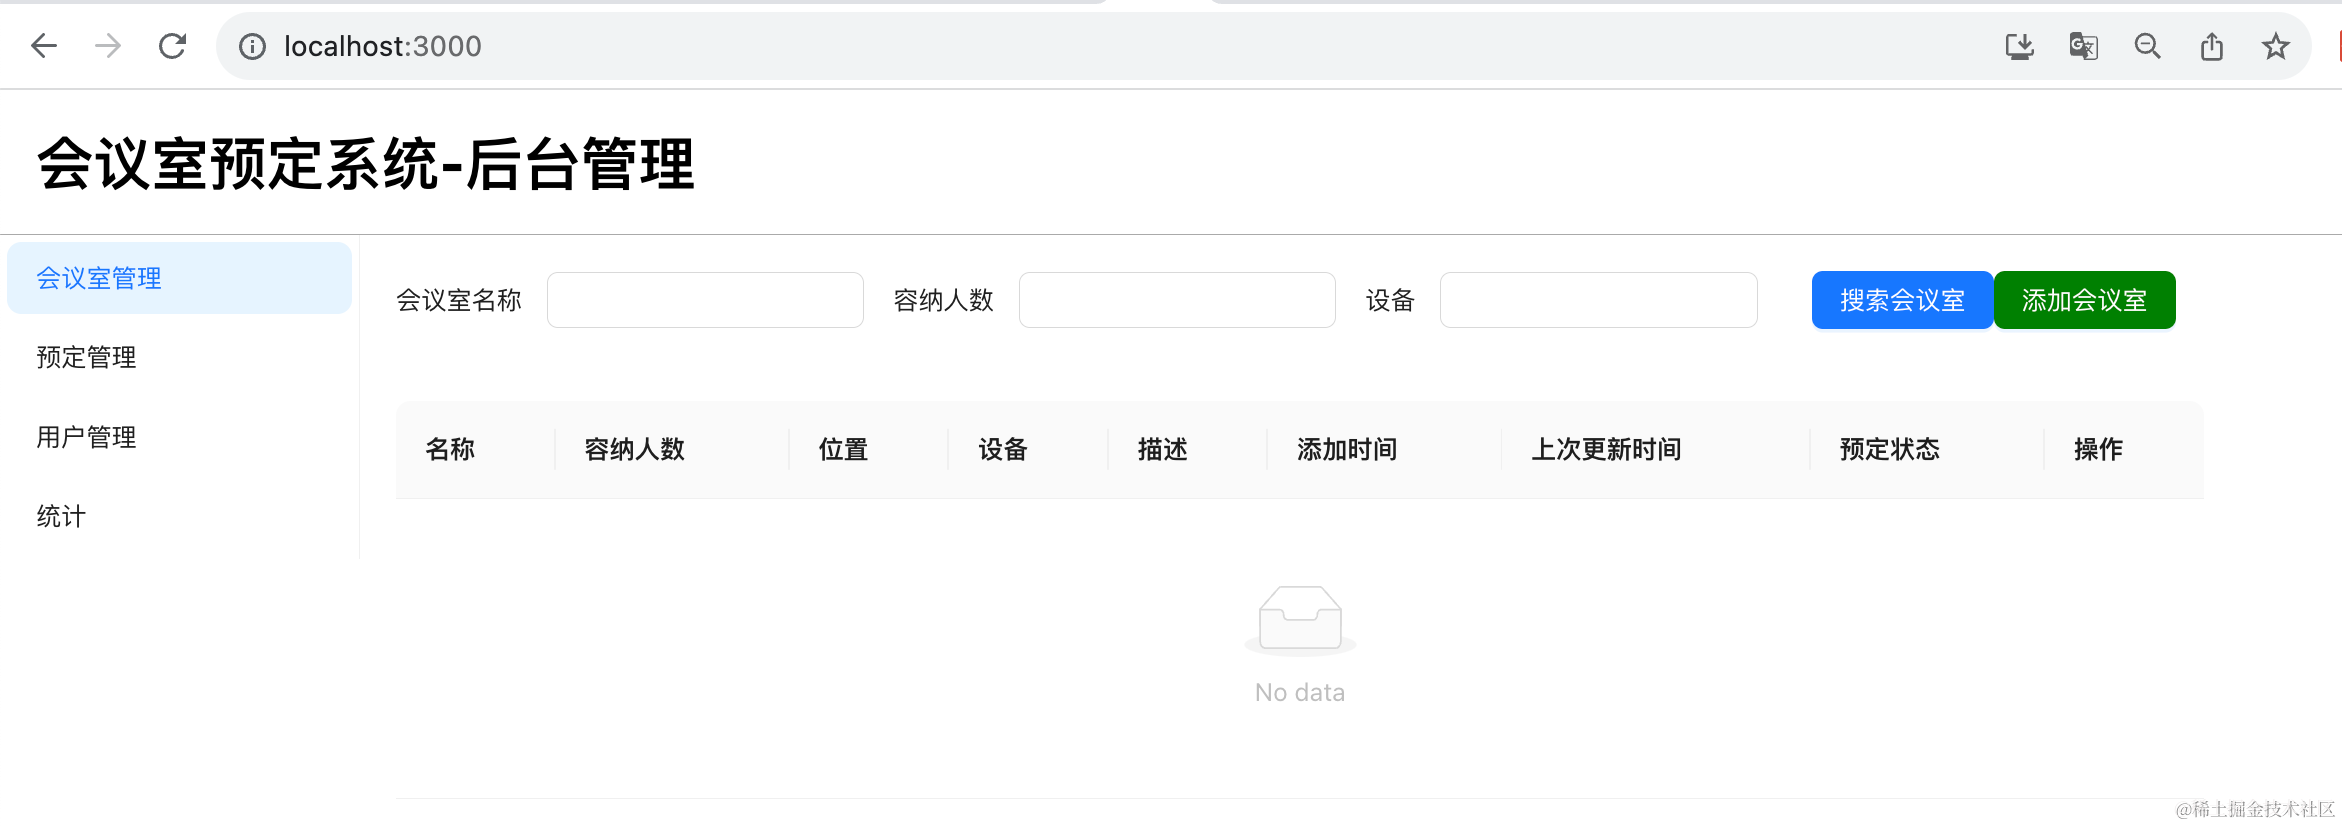 localhost:3000
会议室预定系统-后台管理
会议室管理
预定管理
用户管理
统计
会议室名称 容纳人数 设备 搜索会议室 添加会议室
名称 容纳人数 位置 设备 描述 添加时间 上次更新时间 预定状态 操作
No data
@稀土掘金技术社区